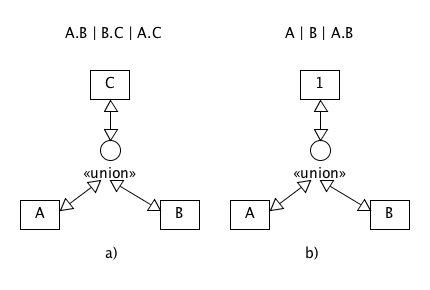 A.B | B.C | A.C
A | B | A.B
C
1
«union»
«union»
A
B
A
B
a)
b)